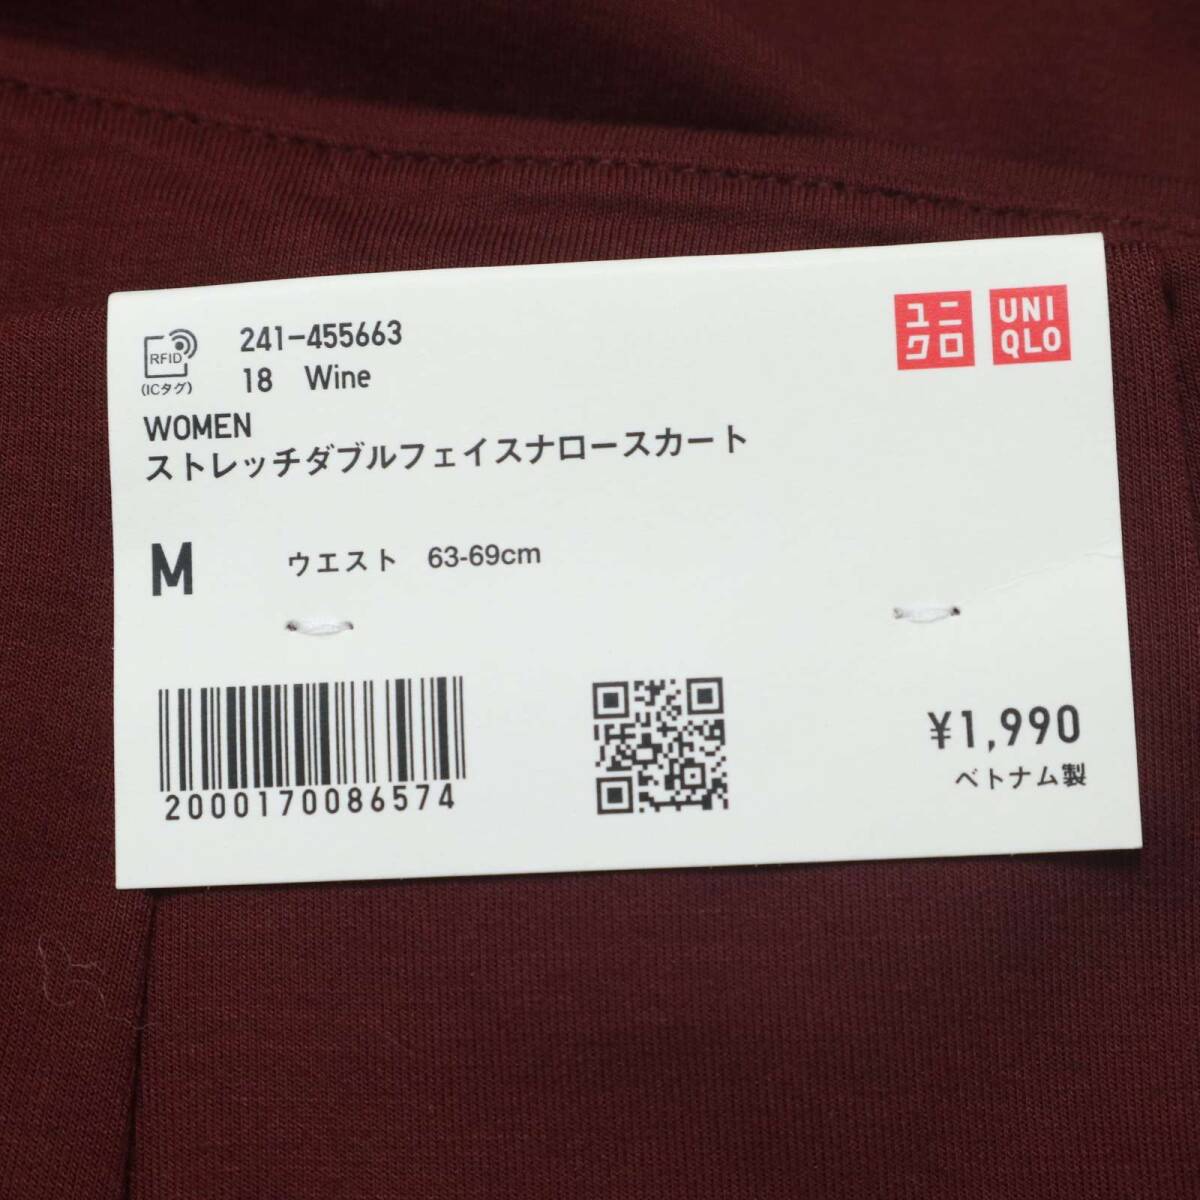 RFID
(ICタグ)
241-455663
18 Wine
ユニ
クロ
UNI
QLO
WOMEN
ストレッチダブルフェイスナロースカート
M ウエスト 63-69cm
2000170086574
¥1,990
ベトナム製